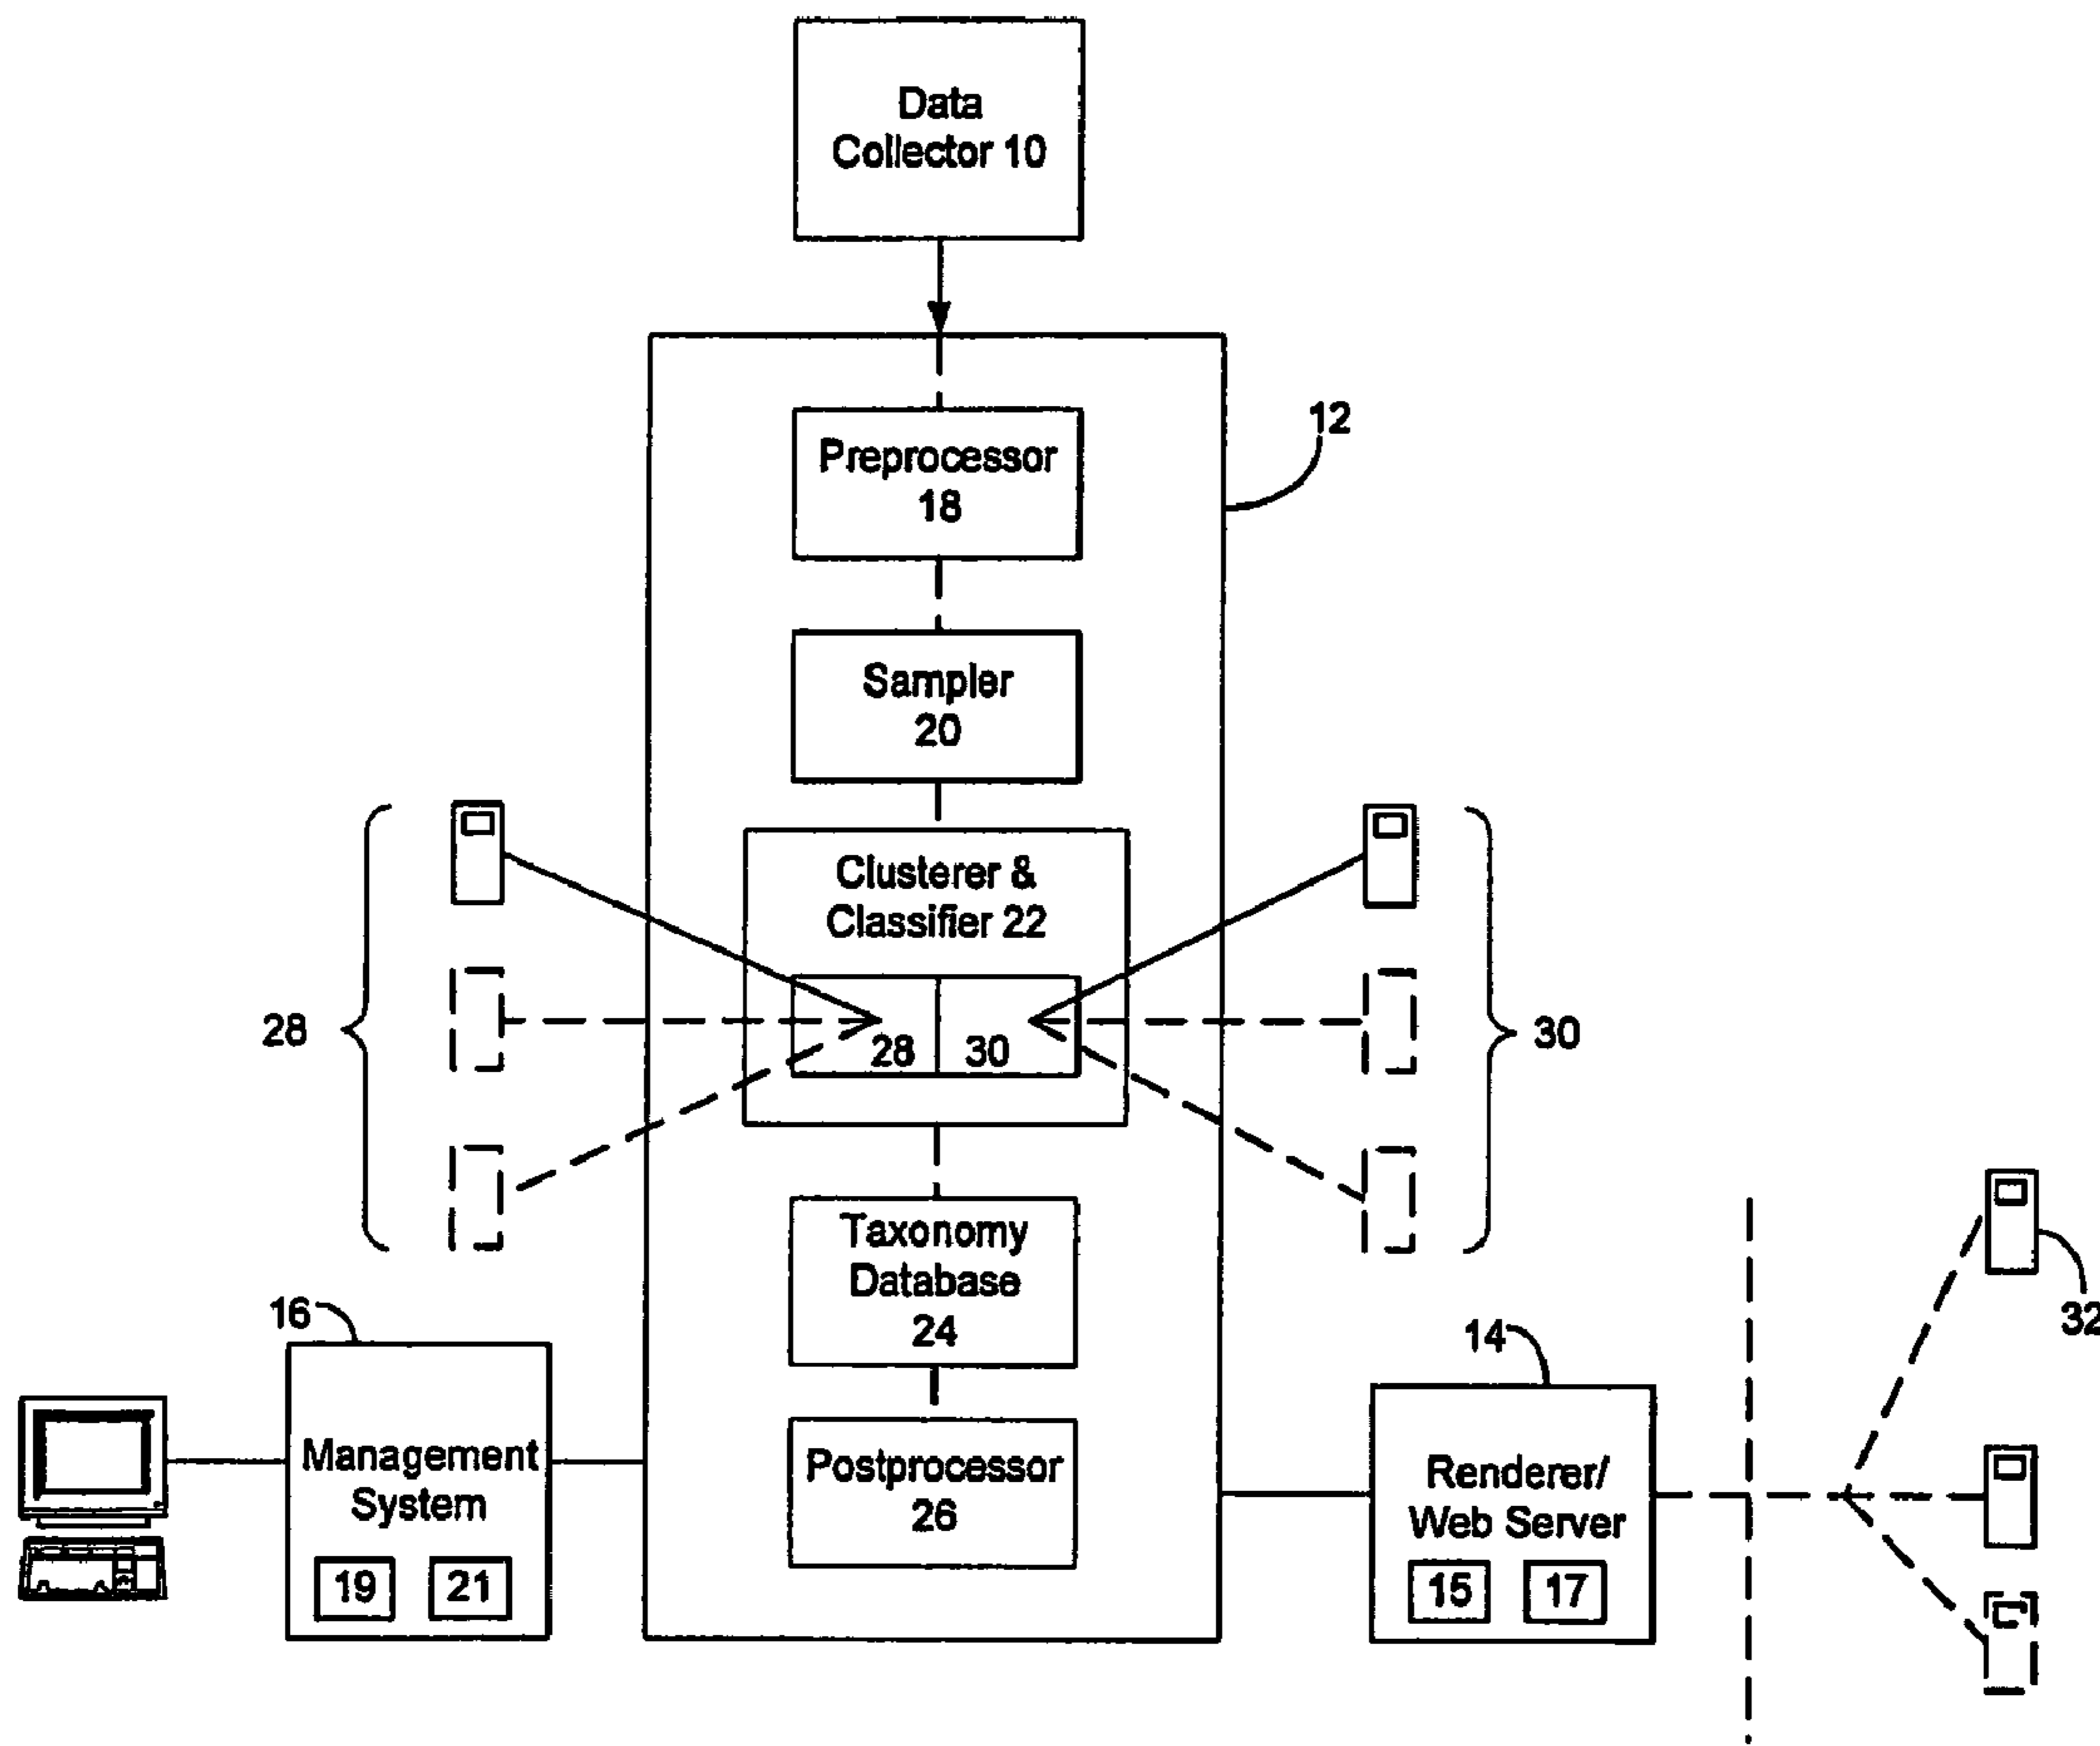 Data
Collector 10
12
Preprocessor
18
Sampler
20
Clusterer &
Classifier 22
28
28
30
30
Taxonomy
Database
24
16
14
32
Management
System
19
21
Postprocessor
26
Renderer/
Web Server
15
17